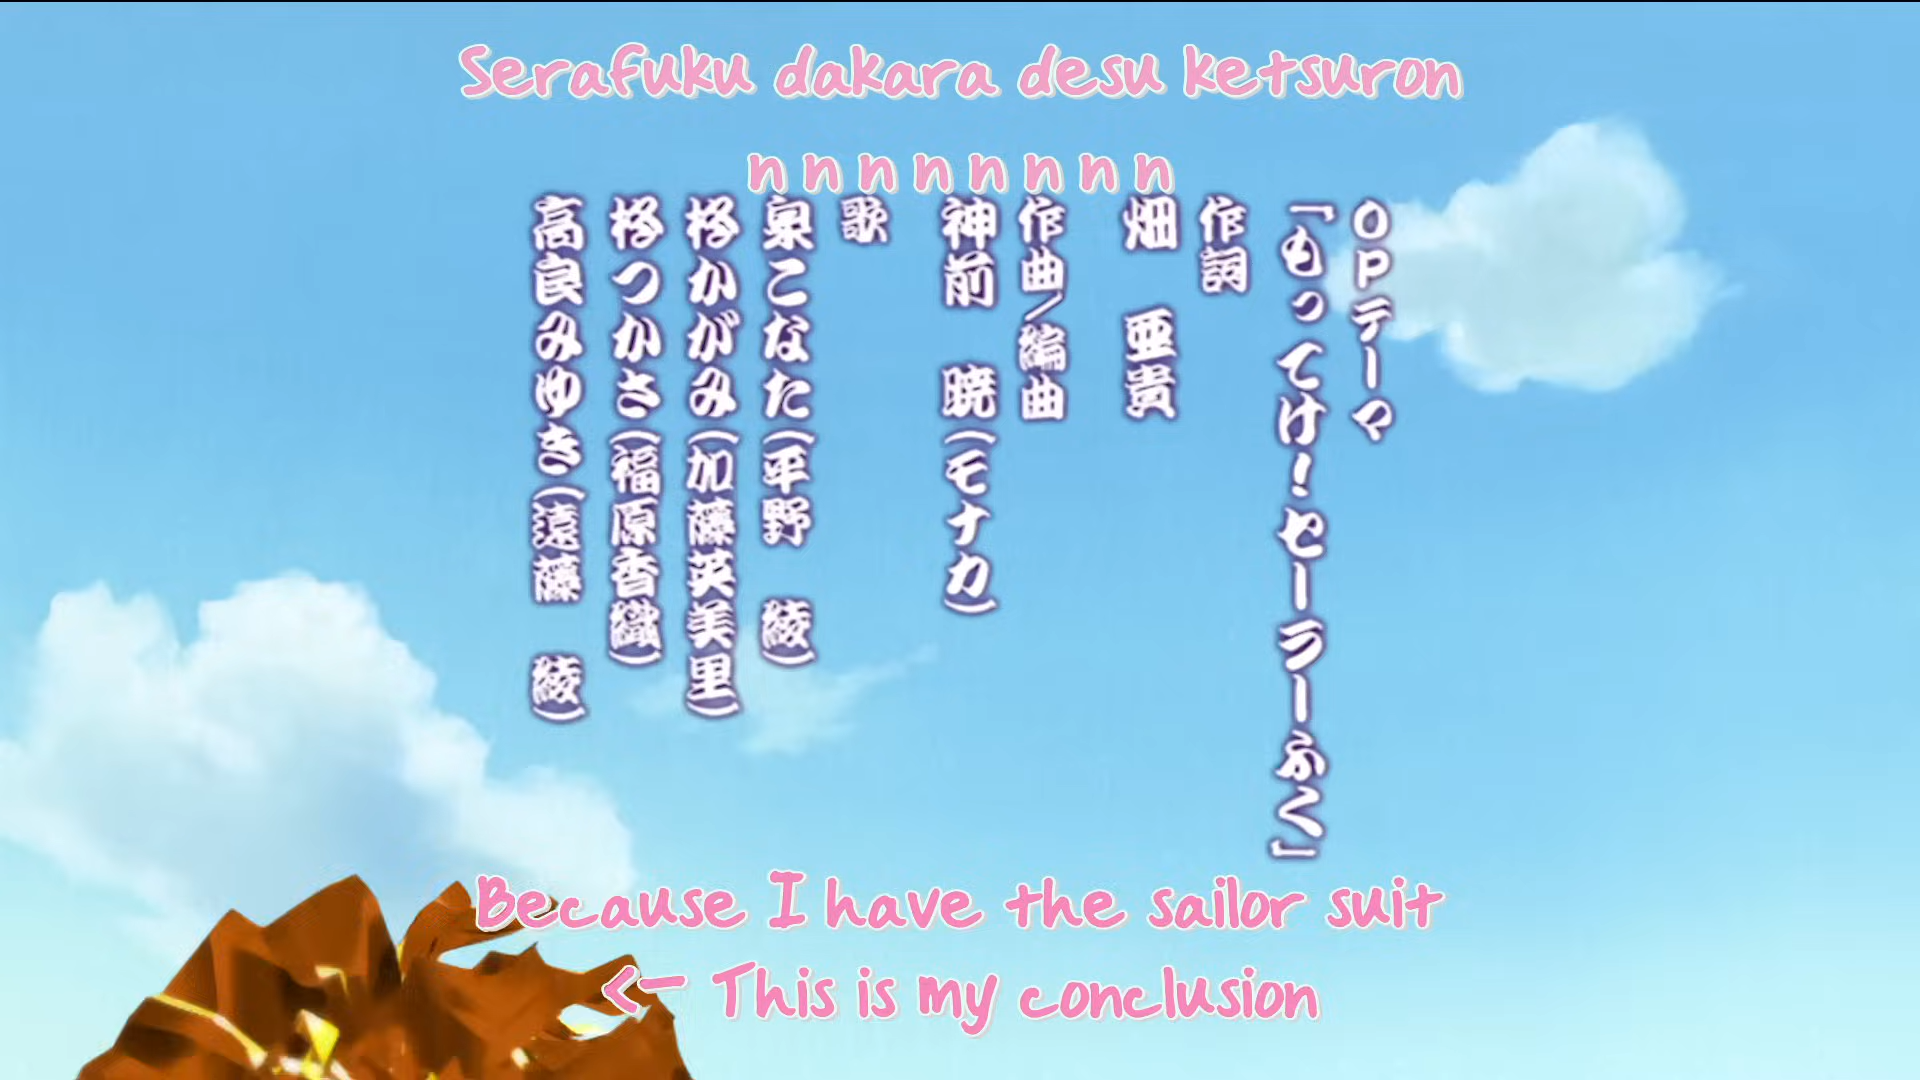 Serafuku dakara desu ketsuron
n n n n n n n n
OPテーマ
「もってけ!セーラーふく」
作詞
畑 亜貴
作曲/編曲
神前 暁(モナカ)
歌
泉こなた(平野 綾)
柊かがみ(加藤英美里)
柊つかさ(福原香織)
高良みゆき(遠藤 綾)
Because I have the sailor suit
<- This is my conclusion